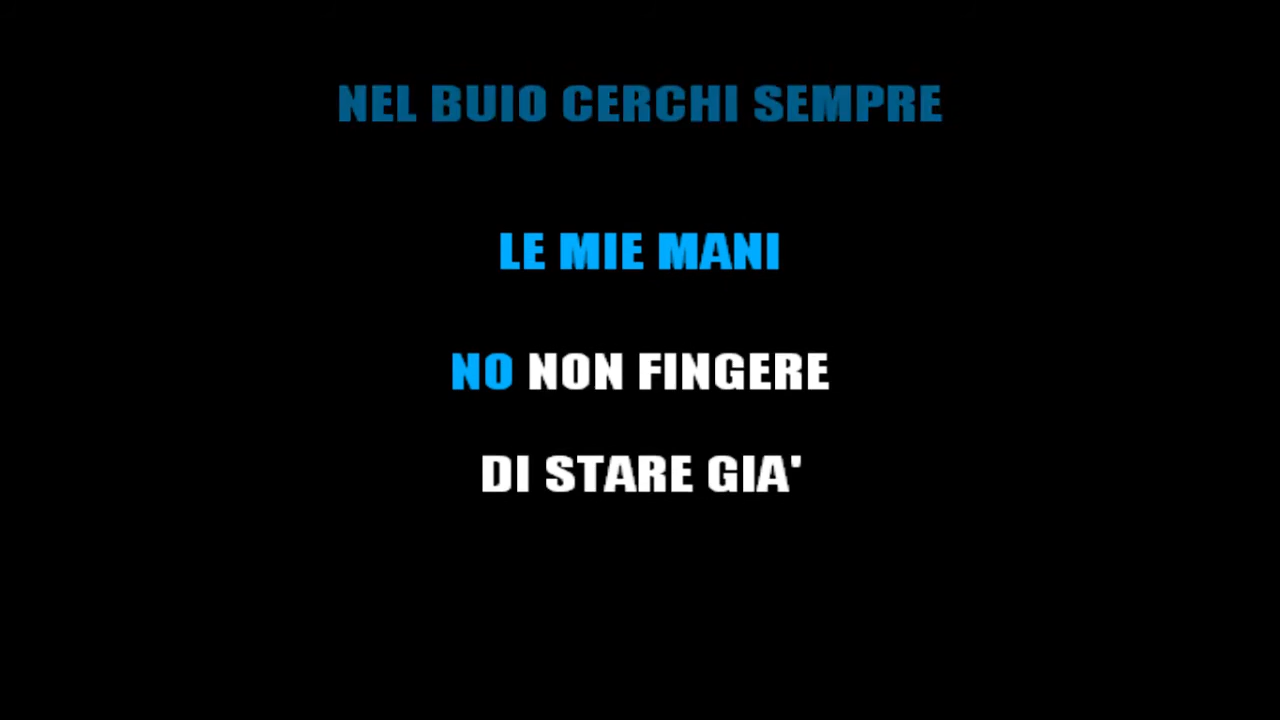 NEL BUIO CERCHI SEMPRE
LE MIE MANI
NO NON FINGERE
DI STARE GIA'